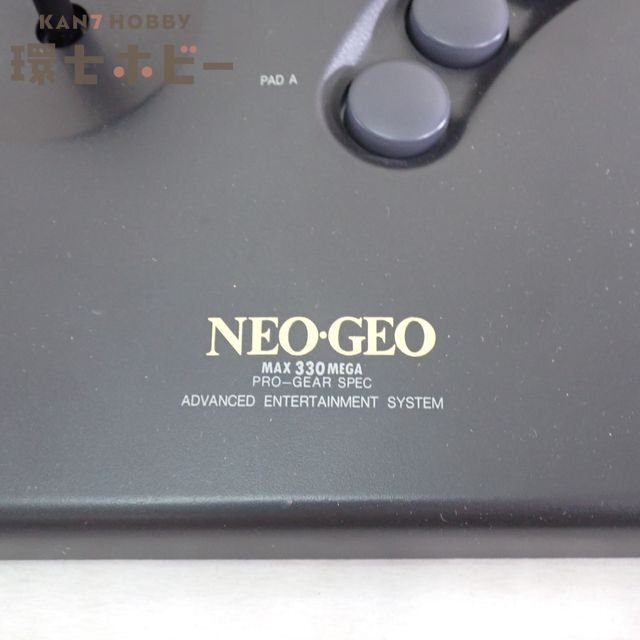 KAN7 HOBBY
環七ホビー
PAD A
NEO·GEO
MAX 330 MEGA
PRO-GEAR SPEC
ADVANCED ENTERTAINMENT SYSTEM